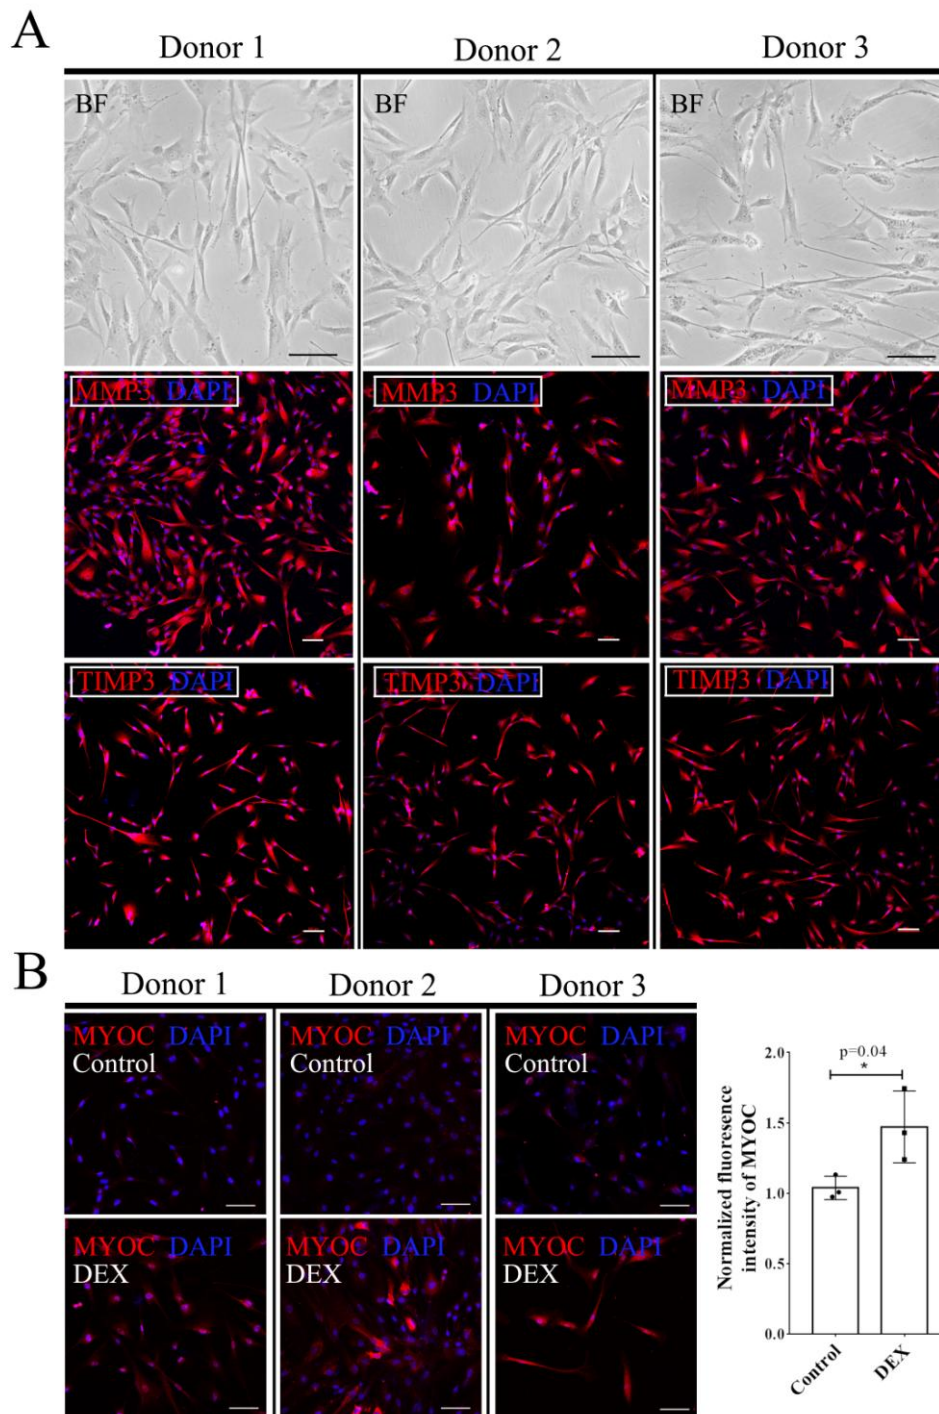 A
Donor 1 Donor 2 Donor 3
BF BF BF
MMP3 DAPI MMP3 DAPI MMP3 DAPI
TIMP3 DAPI TIMP3 DAPI TIMP3 DAPI
B
Donor 1 Donor 2 Donor 3
MYOC DAPI MYOC DAPI MYOC DAPI
Control Control Control
MYOC DAPI MYOC DAPI MYOC DAPI
DEX DEX DEX
Normalized fluoresence
intensity of MYOC
2.0
1.5
1.0
0.5
0.0
p=0.04
*
Control DEX